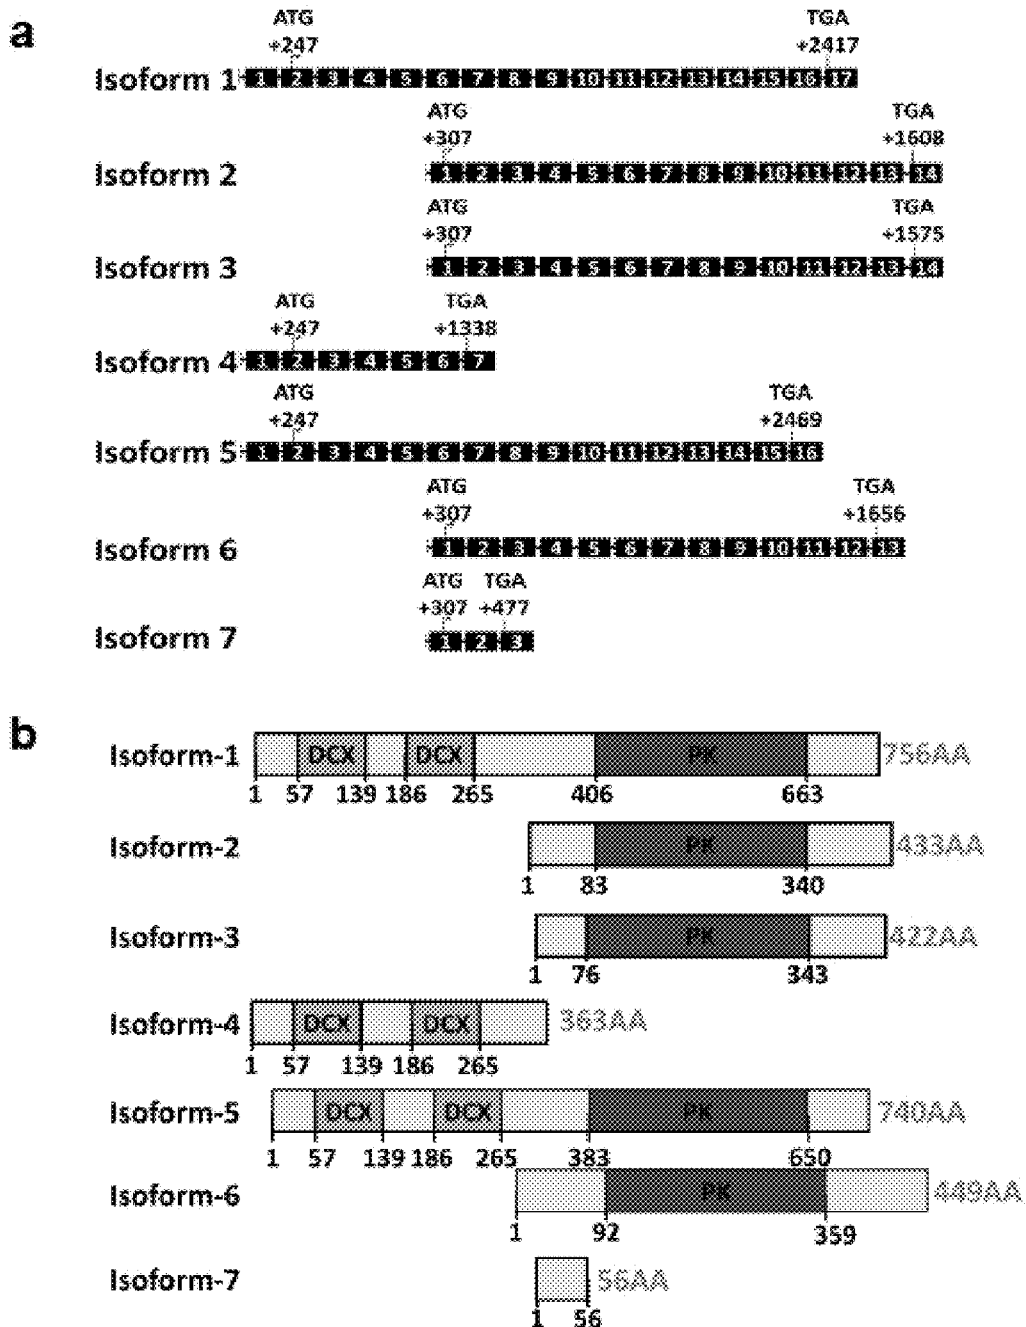 a
ATG TGA
+247 +2417
Isoform 1 1 2 3 4 5 6 7 8 9 10 11 12 13 14 15 16 17
ATG TGA
+307 +1608
Isoform 2 1 2 3 4 5 6 7 8 9 10 11 12 13 14
ATG TGA
+307 +1575
Isoform 3 1 2 3 4 5 6 7 8 9 10 11 12 13 14
ATG TGA
+247 +1338
Isoform 4 1 2 3 4 5 6 7
ATG TGA
+247 +2469
Isoform 5 1 2 3 4 5 6 7 8 9 10 11 12 13 14 15 16
ATG TGA
+307 +1656
Isoform 6 1 2 3 4 5 6 7 8 9 10 11 12 13
ATG TGA
+307 +477
Isoform 7 1 2 3
b
Isoform-1 DCX DCX PK 756AA
1 57 139 186 265 406 663
Isoform-2 PK 433AA
1 83 340
Isoform-3 PK 422AA
1 76 343
Isoform-4 DCX DCX 363AA
1 57 139 186 265
Isoform-5 DCX DCX PK 740AA
1 57 139 186 265 383 650
Isoform-6 PK 449AA
1 92 359
Isoform-7 56AA
1 56